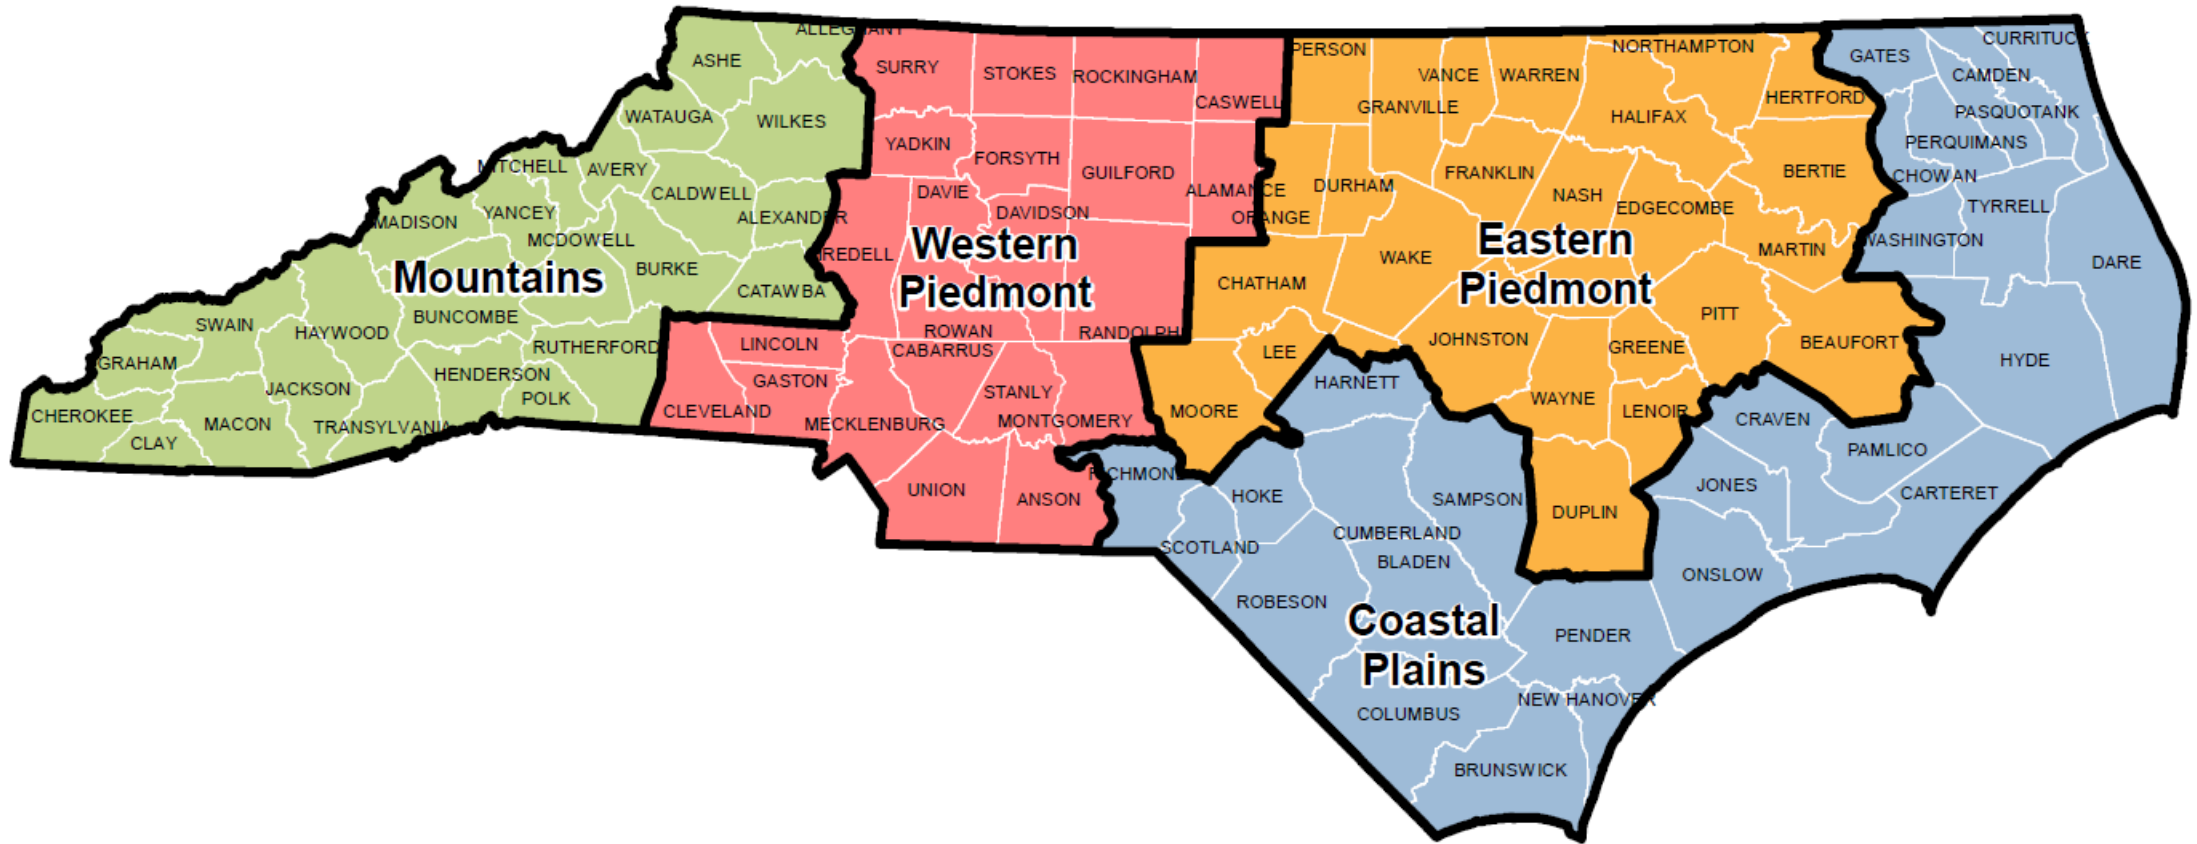 ALLEGHANY
ASHE
WATAUGA
WILKES
MITCHELL
AVERY
CALDWELL
ALEXANDER
MADISON
YANCEY
MCDOWELL
BURKE
CATAWBA
Mountains
SWAIN
HAYWOOD
BUNCOMBE
RUTHERFORD
GRAHAM
JACKSON
HENDERSON
POLK
CHEROKEE
CLAY
MACON
TRANSYLVANIA
SURRY
STOKES
ROCKINGHAM
CASWELL
YADKIN
FORSYTH
GUILFORD
ALAMANCE
DAVIE
DAVIDSON
IREDELL
Western
Piedmont
ROWAN
RANDOLPH
LINCOLN
CABARRUS
GASTON
STANLY
CLEVELAND
MECKLENBURG
MONTGOMERY
UNION
ANSON
PERSON
GRANVILLE
VANCE
WARREN
NORTHAMPTON
HERTFORD
HALIFAX
ORANGE
DURHAM
FRANKLIN
NASH
EDGECOMBE
BERTIE
MARTIN
CHATHAM
WAKE
Eastern
Piedmont
PITT
LEE
JOHNSTON
GREENE
BEAUFORT
MOORE
WAYNE
LENOIR
DUPLIN
GATES
CURRITUCK
CAMDEN
PASQUOTANK
PERQUIMANS
CHOWAN
TYRRELL
WASHINGTON
DARE
HYDE
HARNETT
CRAVEN
PAMLICO
RICHMOND
HOKE
SAMPSON
JONES
CARTERET
SCOTLAND
CUMBERLAND
BLADEN
ONSLOW
ROBESON
Coastal
Plains
PENDER
COLUMBUS
NEW HANOVER
BRUNSWICK